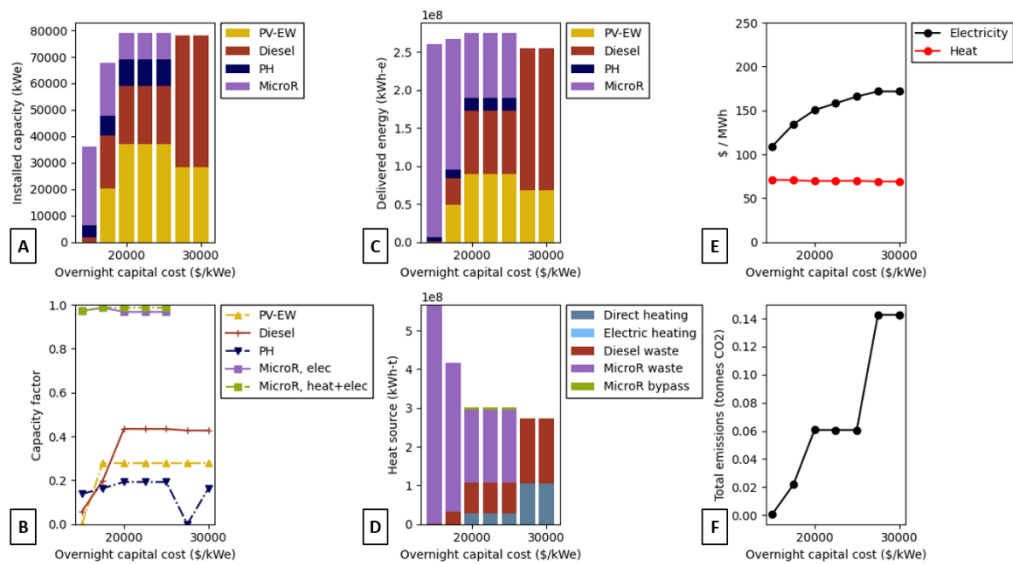 80000
70000
60000
50000
40000
30000
20000
10000
0
Installed capacity (kWe)
20000
30000
Overnight capital cost ($/kWe)
PV-EW
Diesel
PH
MicroR
A
1e8
2.5
2.0
1.5
1.0
0.5
0.0
Delivered energy (kWh-e)
20000
30000
Overnight capital cost ($/kWe)
PV-EW
Diesel
PH
MicroR
C
250
200
150
100
50
0
$ / MWh
20000
30000
Overnight capital cost ($/kWe)
Electricity
Heat
E
1.0
0.8
0.6
0.4
0.2
0.0
Capacity factor
20000
30000
Overnight capital cost ($/kWe)
PV-EW
Diesel
PH
MicroR, elec
MicroR, heat+elec
B
1e8
5
4
3
2
1
0
Heat source (kWh-t)
20000
30000
Overnight capital cost ($/kWe)
Direct heating
Electric heating
Diesel waste
MicroR waste
MicroR bypass
D
0.14
0.12
0.10
0.08
0.06
0.04
0.02
0.00
Total emissions (tonnes CO2)
20000
30000
Overnight capital cost ($/kWe)
F